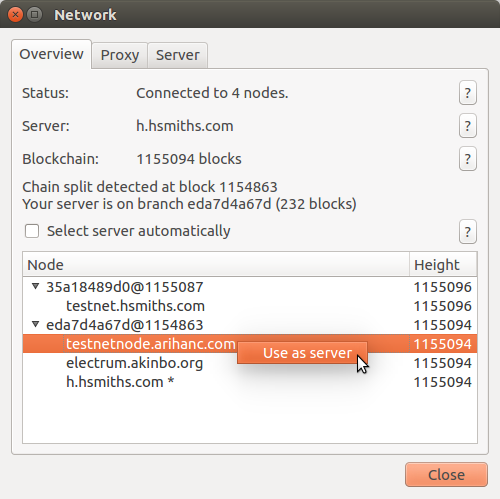 Network
Overview Proxy Server
Status: Connected to 4 nodes. ?
Server: h.hsmiths.com ?
Blockchain: 1155094 blocks ?
Chain split detected at block 1154863
Your server is on branch eda7d4a67d (232 blocks)
Select server automatically ?
Node Height
35a18489d0@1155087 1155096
testnet.hsmiths.com 1155096
eda7d4a67d@1154863 1155094
testnetnode.arihanc.com 1155094
Use as server
electrum.akinbo.org 1155094
h.hsmiths.com * 1155094
Close